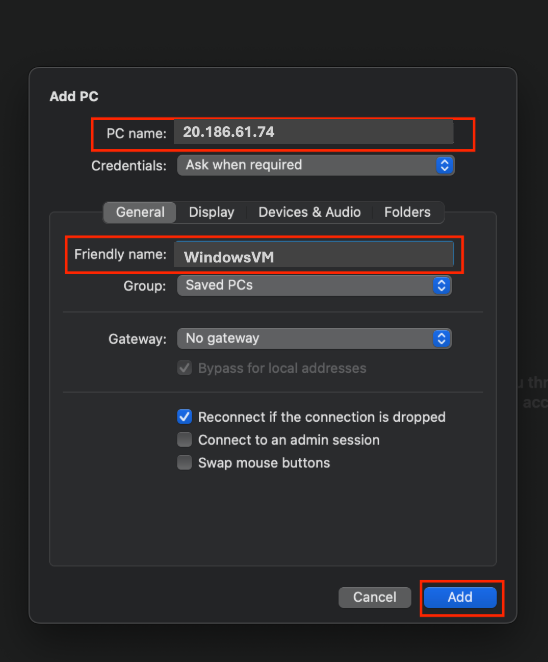 Add PC
PC name: 20.186.61.74
Credentials: Ask when required
General Display Devices & Audio Folders
Friendly name: WindowsVM
Group: Saved PCs
Gateway: No gateway
Bypass for local addresses
u thr
acc
Reconnect if the connection is dropped
Connect to an admin session
Swap mouse buttons
Cancel Add